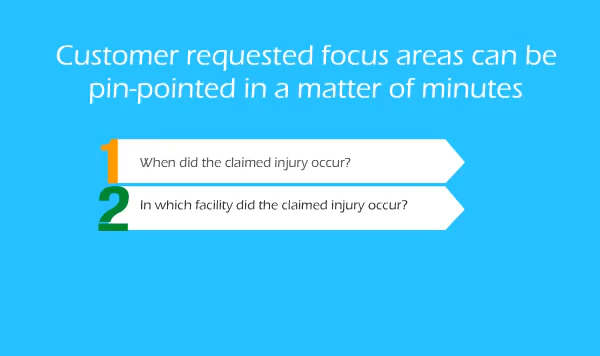 Customer requested focus areas can be
pin-pointed in a matter of minutes
1 When did the claimed injury occur?
2 In which facility did the claimed injury occur?